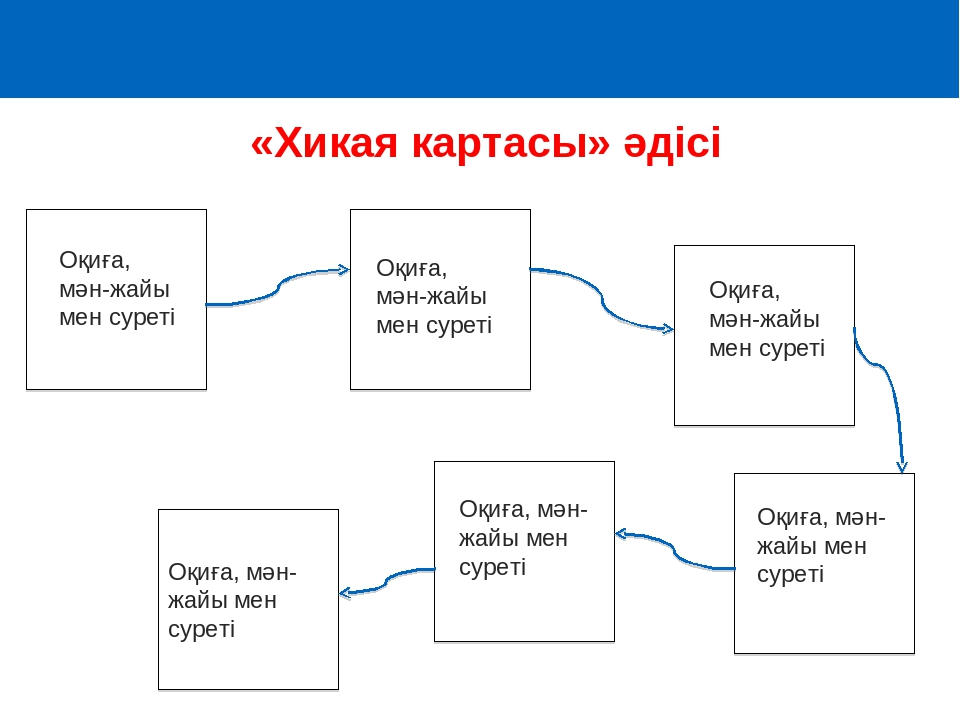 «Хикая картасы» әдісі
Оқиға,
мән-жайы
мен суреті
Оқиға,
мән-жайы
мен суреті
Оқиға,
мән-жайы
мен суреті
Оқиға, мән-
жайы мен
суреті
Оқиға, мән-
жайы мен
суреті
Оқиға, мән-
жайы мен
суреті